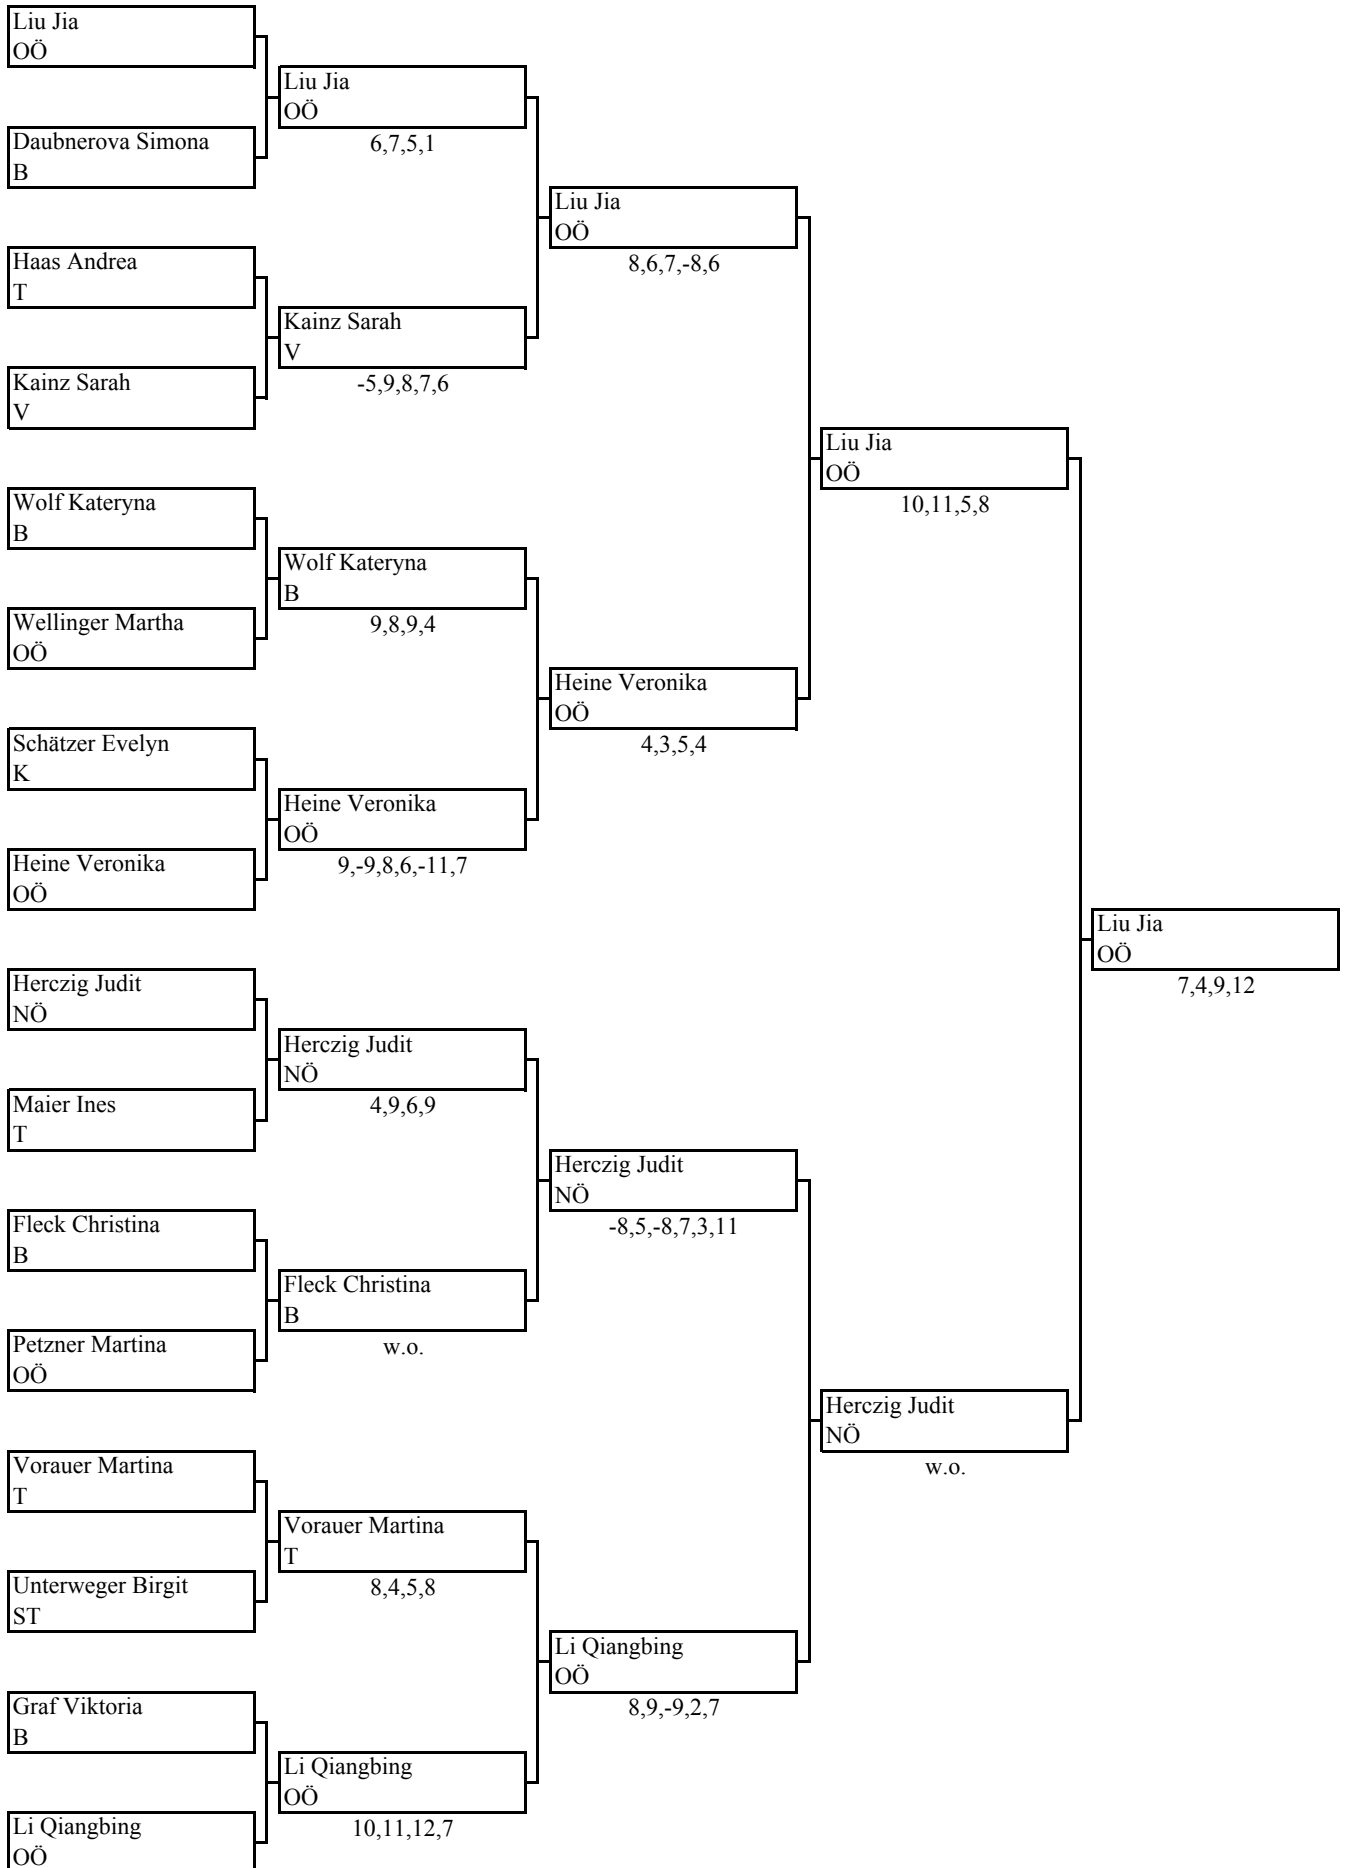 Liu Jia
OÖ
Liu Jia
OÖ
6,7,5,1
Daubnerova Simona
B
Liu Jia
OÖ
8,6,7,-8,6
Haas Andrea
T
Kainz Sarah
V
-5,9,8,7,6
Kainz Sarah
V
Liu Jia
OÖ
10,11,5,8
Wolf Kateryna
B
Wolf Kateryna
B
9,8,9,4
Wellinger Martha
OÖ
Heine Veronika
OÖ
4,3,5,4
Schätzer Evelyn
K
Heine Veronika
OÖ
9,-9,8,6,-11,7
Heine Veronika
OÖ
Liu Jia
OÖ
7,4,9,12
Herczig Judit
NÖ
Herczig Judit
NÖ
4,9,6,9
Maier Ines
T
Herczig Judit
NÖ
-8,5,-8,7,3,11
Fleck Christina
B
Fleck Christina
B
w.o.
Petzner Martina
OÖ
Herczig Judit
NÖ
w.o.
Vorauer Martina
T
Vorauer Martina
T
8,4,5,8
Unterweger Birgit
ST
Li Qiangbing
OÖ
8,9,-9,2,7
Graf Viktoria
B
Li Qiangbing
OÖ
10,11,12,7
Li Qiangbing
OÖ